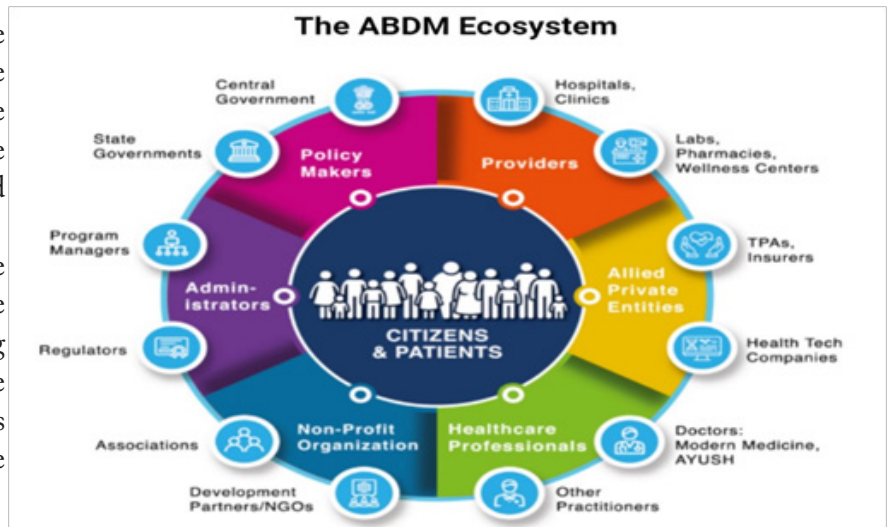 The ABDM Ecosystem
Central
Government
Hospitals,
Clinics
State
Governments
Policy
Makers
Providers
Labs,
Pharmacies,
Wellness Centers
Program
Managers
Admin-
istrators
Allied
Private
Entities
TPAs,
Insurers
CITIZENS
& PATIENTS
Regulators
Health Tech
Companies
Non-Profit
Organization
Healthcare
Professionals
Associations
Doctors:
Modern Medicine,
AYUSH
Development
Partners/NGOs
Other
Practitioners